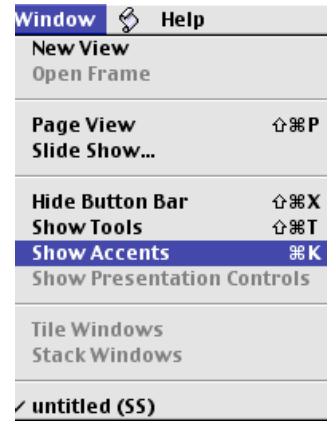 Window Help
New View
Open Frame
Page View ⇧⌘P
Slide Show...
Hide Button Bar ⇧⌘X
Show Tools ⇧⌘T
Show Accents ⌘K
Show Presentation Controls
Tile Windows
Stack Windows
✓ untitled (SS)